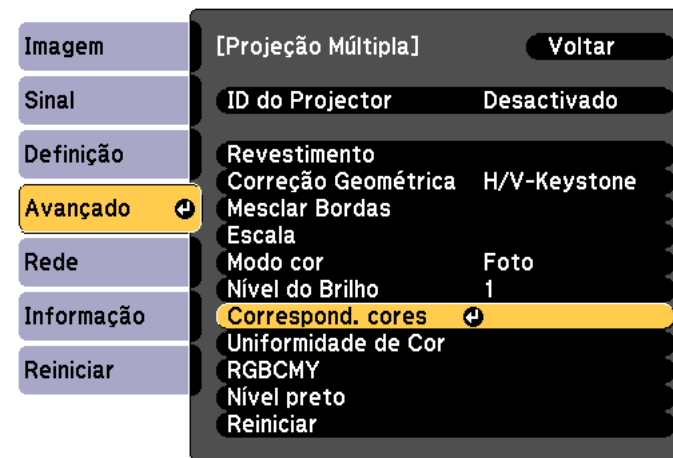 Imagem
Sinal
Definição
Avançado
Rede
Informação
Reiniciar
[Projeção Múltipla] Voltar
ID do Projector Desactivado
Revestimento
Correção Geométrica H/V-Keystone
Mesclar Bordas
Escala
Modo cor Foto
Nível do Brilho 1
Correspond. cores
Uniformidade de Cor
RGBCMY
Nível preto
Reiniciar